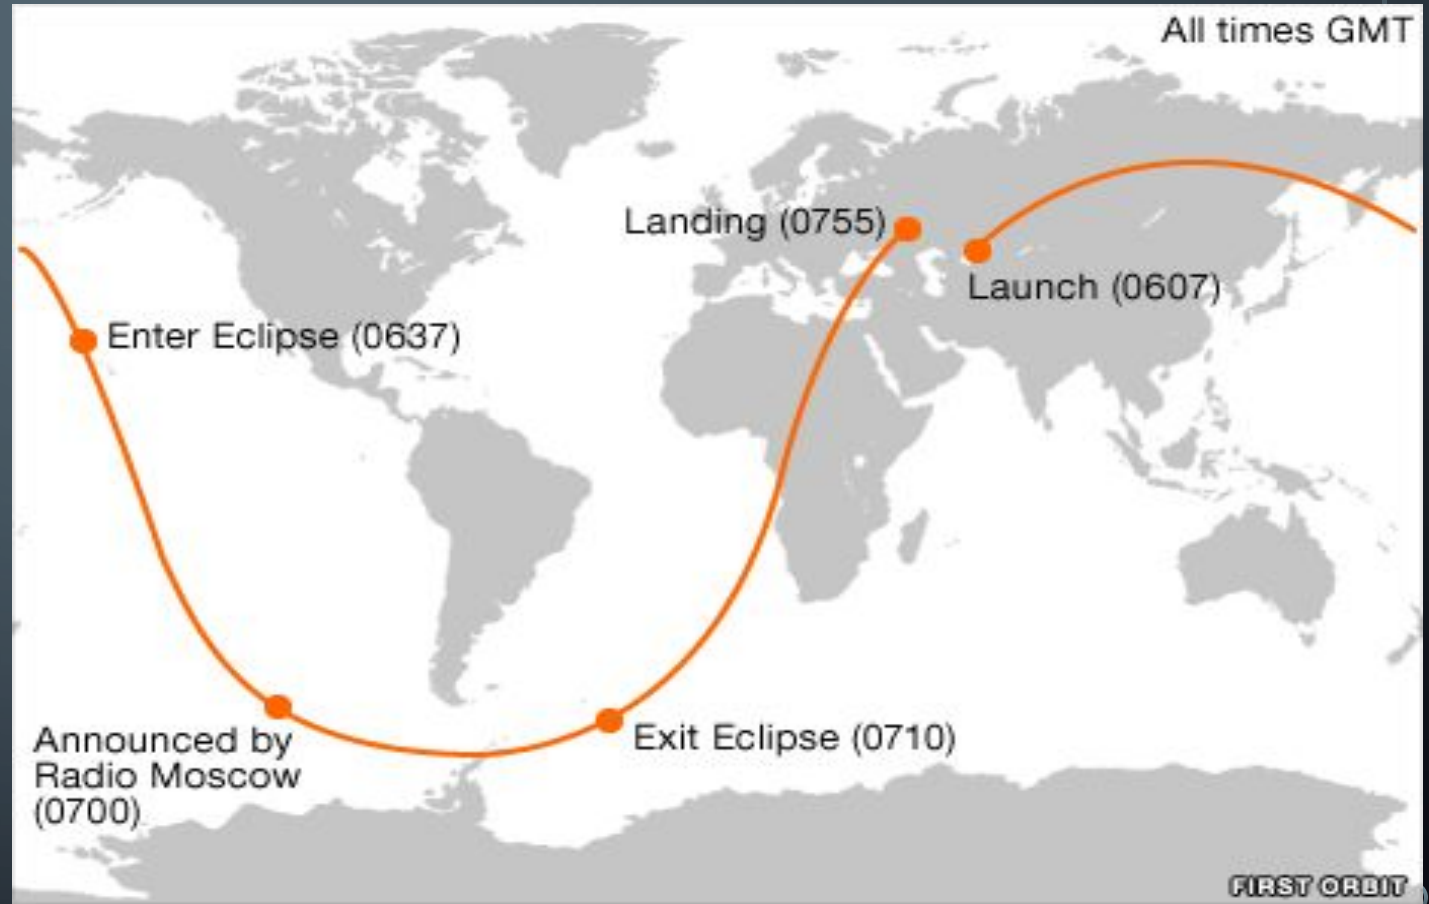 All times GMT
Landing (0755)
Launch (0607)
Enter Eclipse (0637)
Announced by
Radio Moscow
(0700)
Exit Eclipse (0710)
FIRST ORBIT